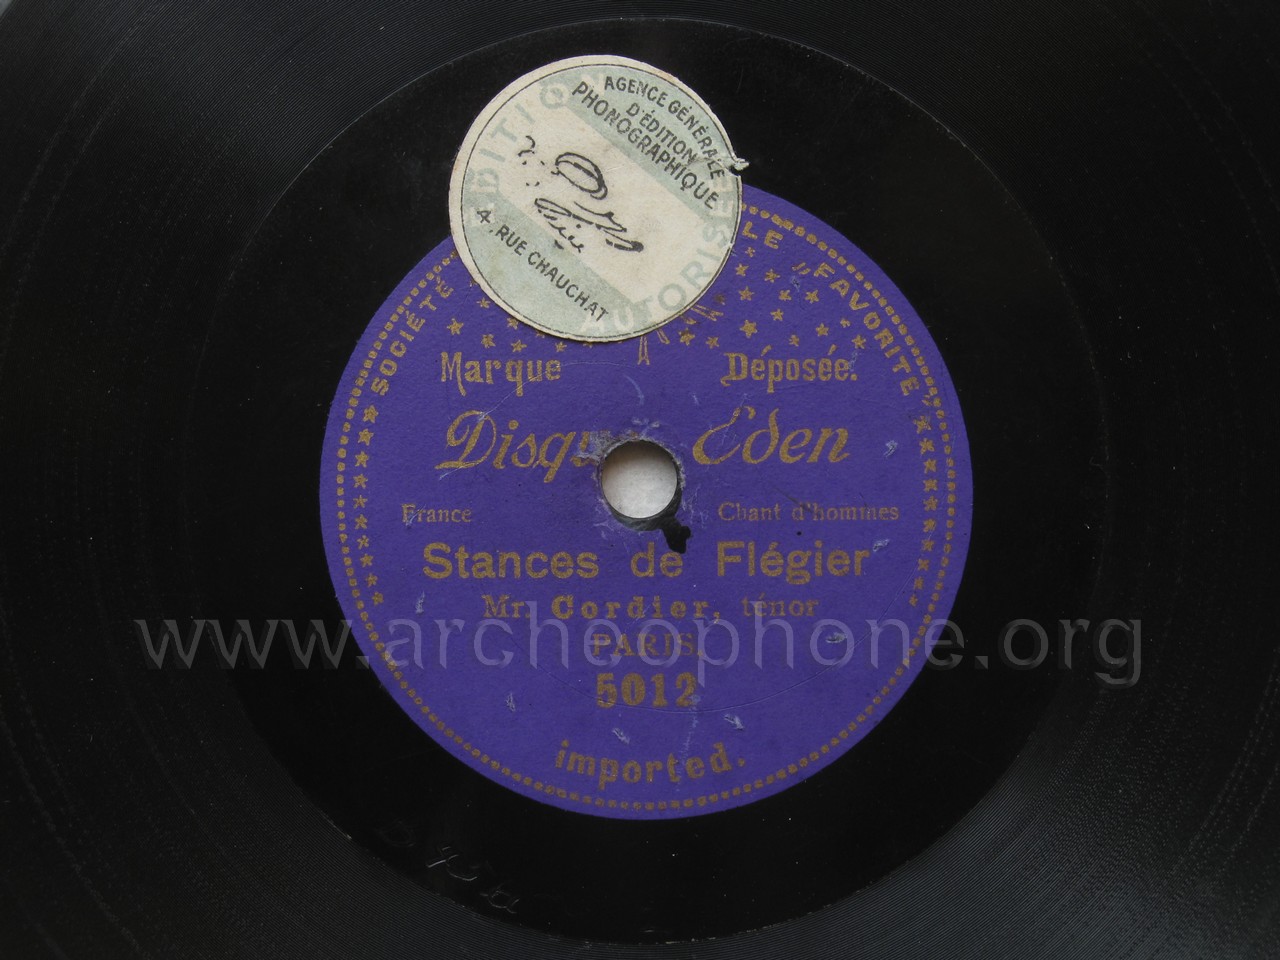 AGENCE GÉNÉRALE
D'ÉDITION
PHONOGRAPHIQUE
ÉDITION AUTORISÉE
4, RUE CHAUCHAT
SOCIÉTÉ LE „FAVORITE”
Marque Déposée.
Disque Eden
France Chant d'hommes
Stances de Flégier
Mr. Cordier, ténor
www.archeophone.org
PARIS.
5012
imported.